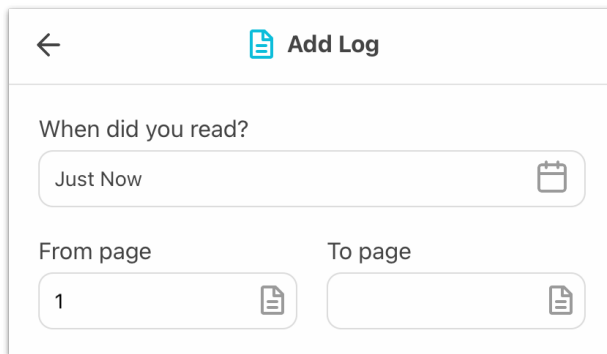 Add Log
When did you read?
Just Now
From page To page
1